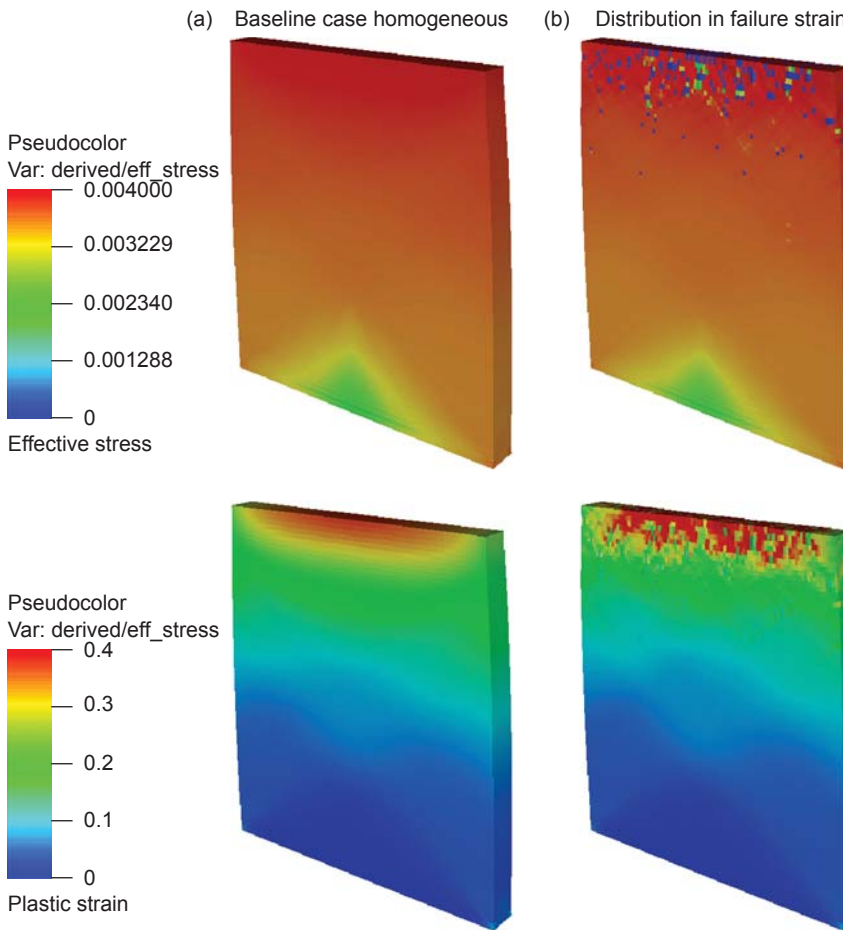 (a) Baseline case homogeneous
(b) Distribution in failure strain
Pseudocolor
Var: derived/eff_stress
0.004000
0.003229
0.002340
0.001288
0
Effective stress
Pseudocolor
Var: derived/eff_stress
0.4
0.3
0.2
0.1
0
Plastic strain